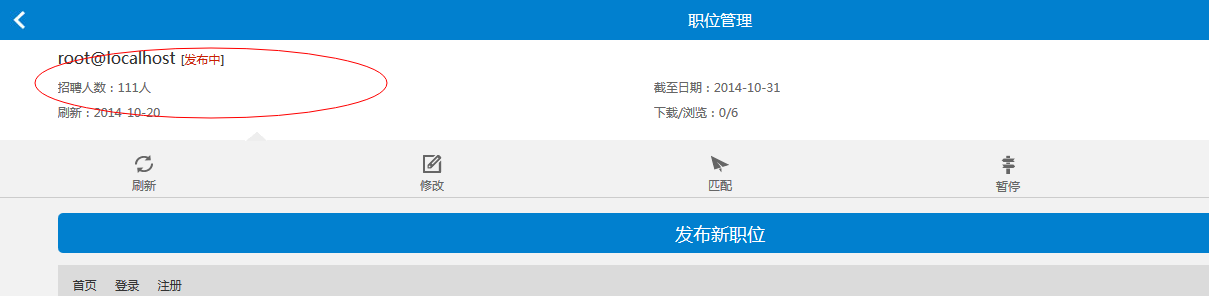 职位管理
root@localhost [发布中]
招聘人数：111人
截至日期：2014-10-31
刷新：2014-10-20
下载/浏览：0/6
刷新
修改
匹配
暂停
发布新职位
首页 登录 注册